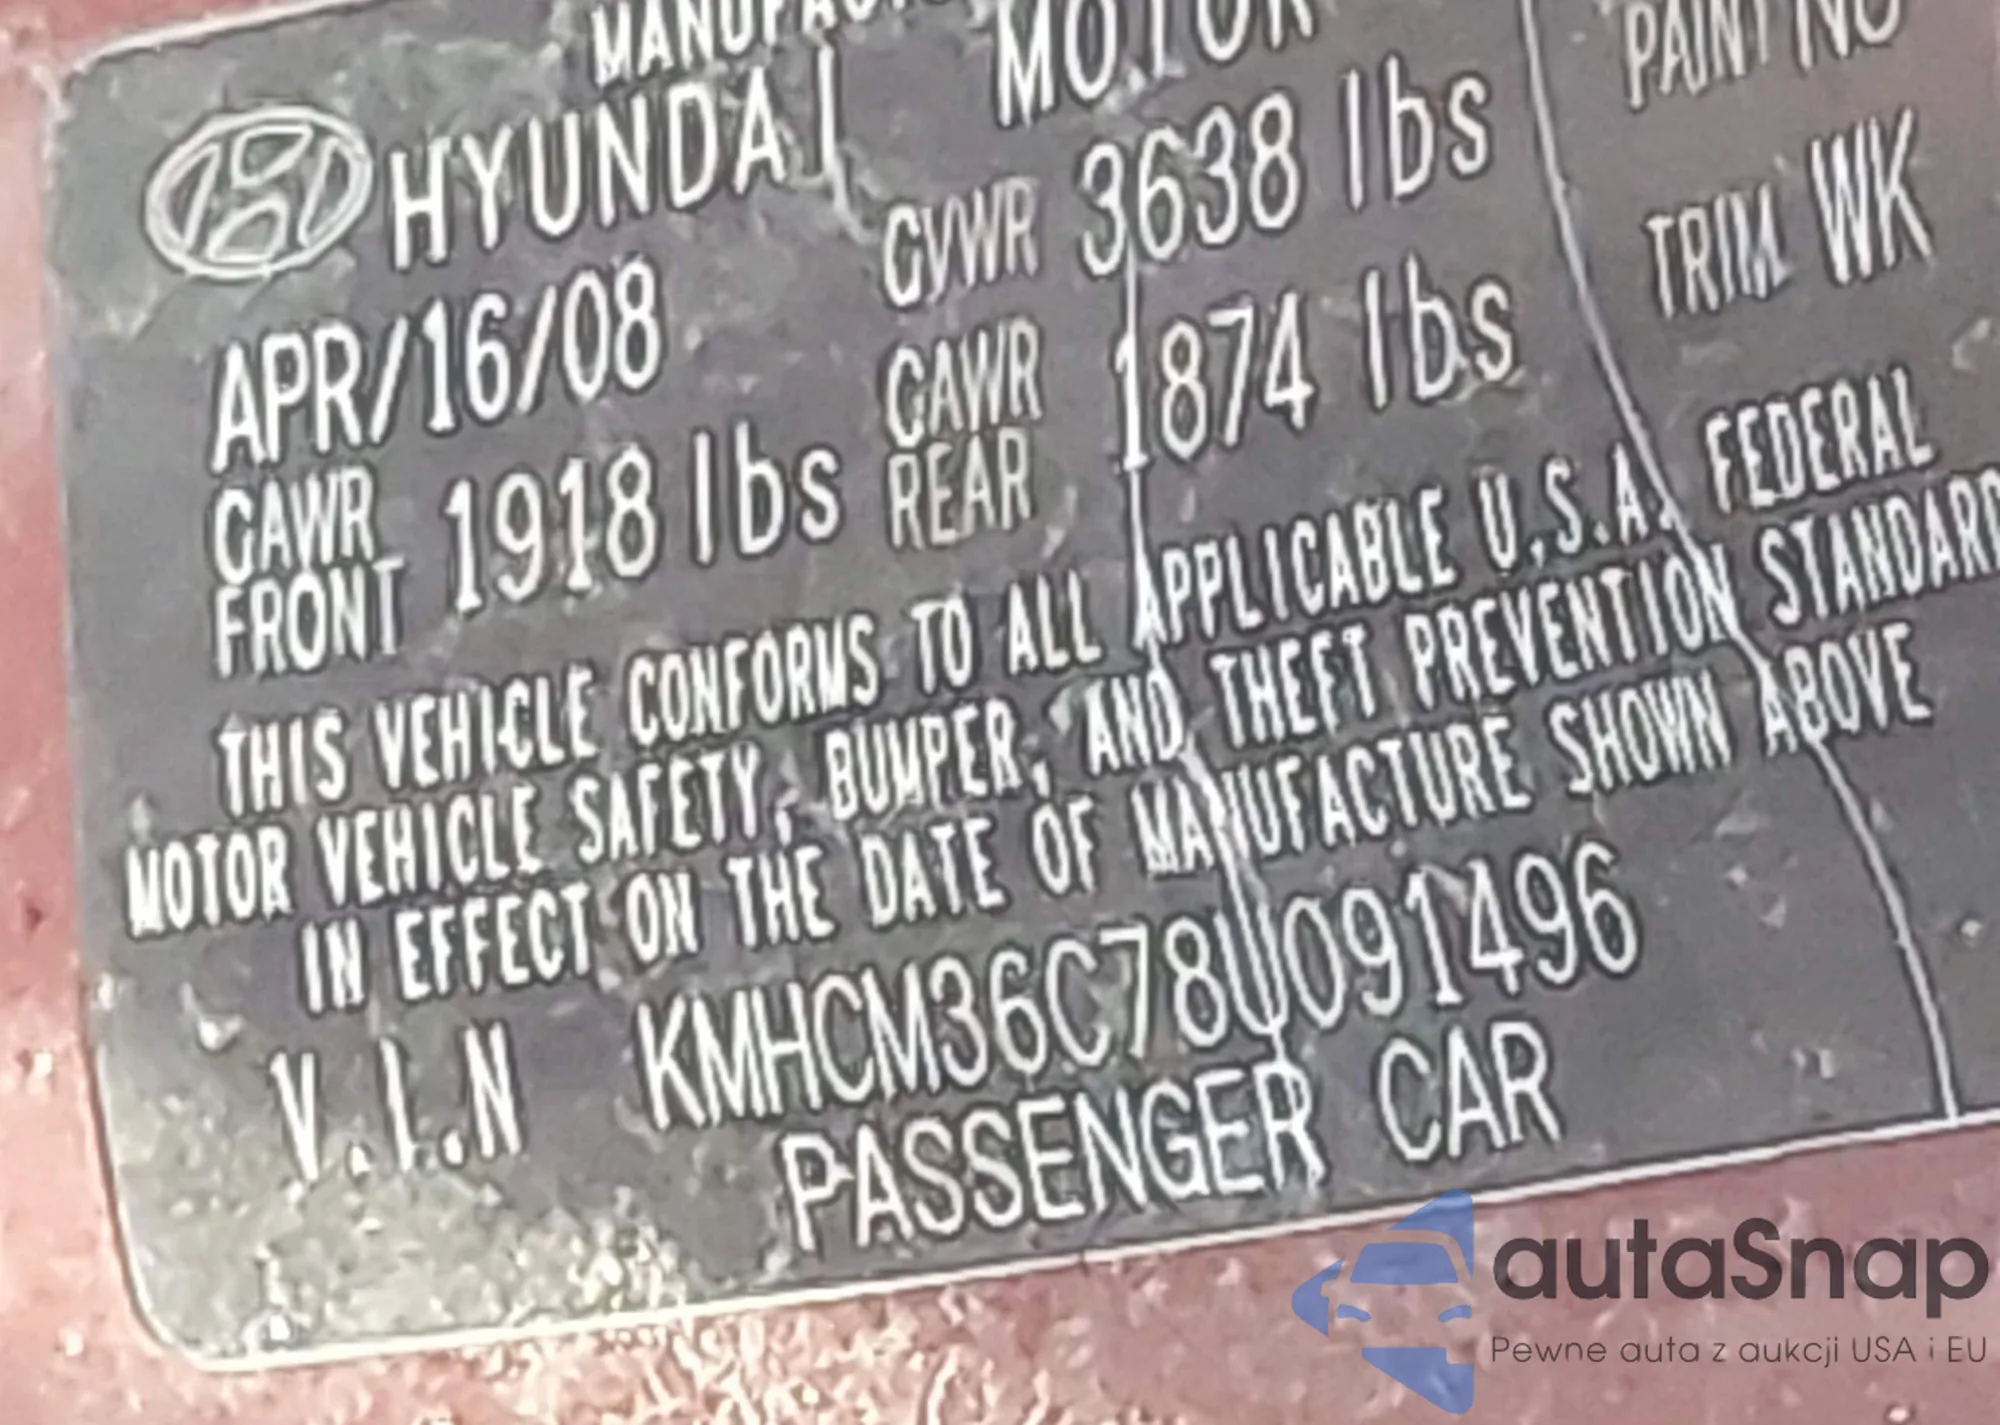 MANUFACT
HYUNDAI MOTOR
PAINT NO
APR/16/08 GVWR 3638 lbs
TRIM WK
GAWR FRONT 1918 lbs GAWR REAR 1874 lbs
THIS VEHICLE CONFORMS TO ALL APPLICABLE U.S.A. FEDERAL
MOTOR VEHICLE SAFETY, BUMPER, AND THEFT PREVENTION STANDARD
IN EFFECT ON THE DATE OF MANUFACTURE SHOWN ABOVE
V.I.N KMHCM36C78U091496
PASSENGER CAR
autaSnap
Pewne auta z aukcji USA i EU